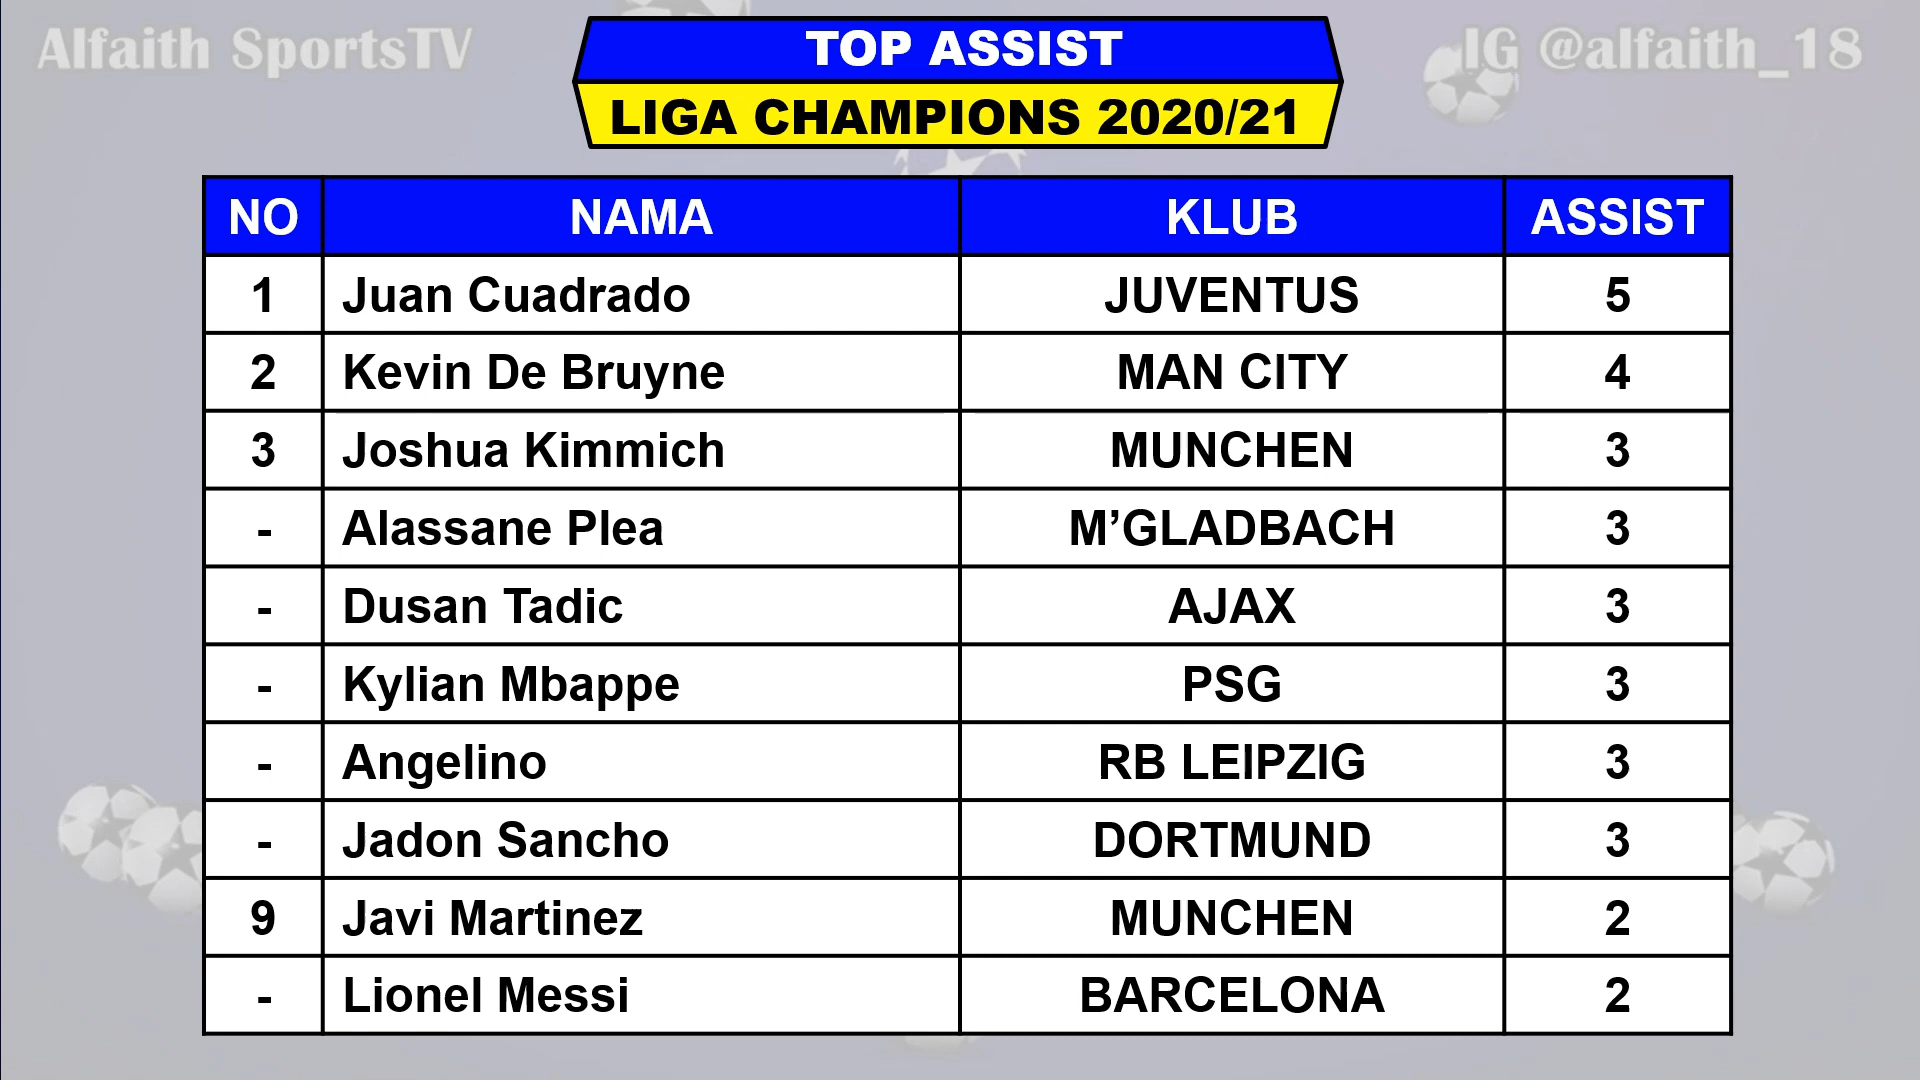 Alfaith SportsTV
IG @alfaith_18
TOP ASSIST
LIGA CHAMPIONS 2020/21
NO NAMA KLUB ASSIST
1 Juan Cuadrado JUVENTUS 5
2 Kevin De Bruyne MAN CITY 4
3 Joshua Kimmich MUNCHEN 3
- Alassane Plea M’GLADBACH 3
- Dusan Tadic AJAX 3
- Kylian Mbappe PSG 3
- Angelino RB LEIPZIG 3
- Jadon Sancho DORTMUND 3
9 Javi Martinez MUNCHEN 2
- Lionel Messi BARCELONA 2